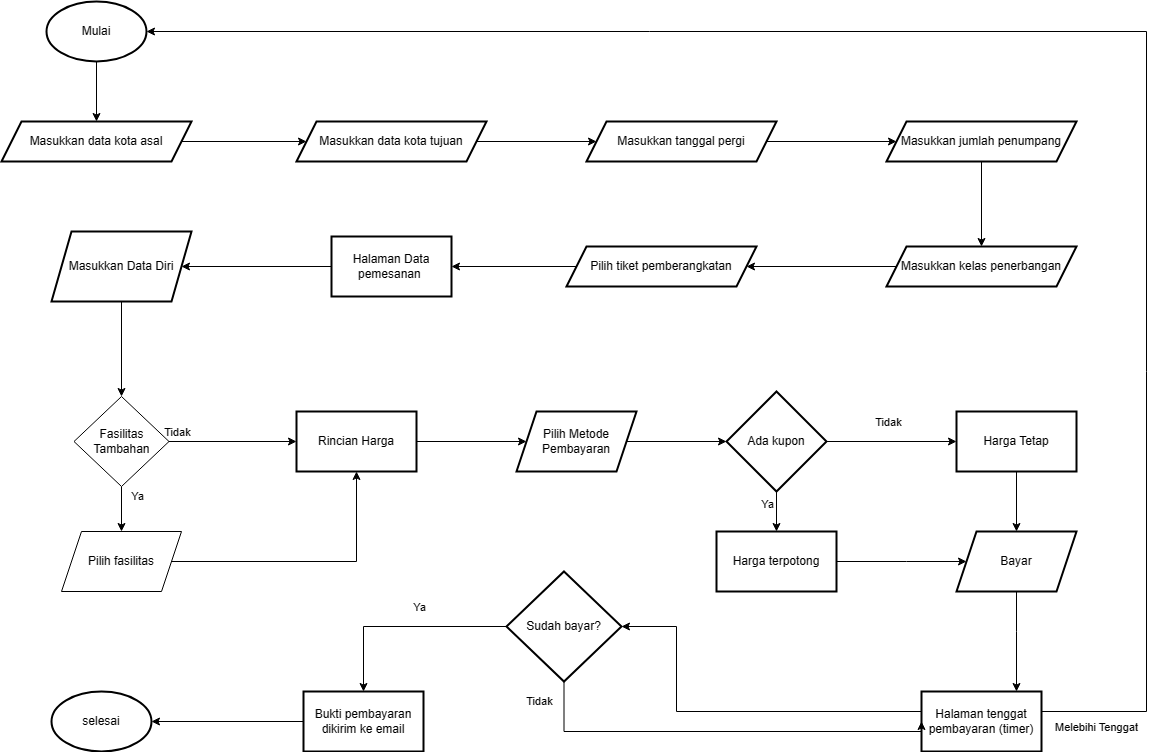 Mulai
Masukkan data kota asal
Masukkan data kota tujuan
Masukkan tanggal pergi
Masukkan jumlah penumpang
Masukkan Data Diri
Halaman Data
pemesanan
Pilih tiket pemberangkatan
Masukkan kelas penerbangan
Fasilitas
Tambahan
Tidak
Rincian Harga
Pilih Metode
Pembayaran
Ada kupon
Tidak
Harga Tetap
Ya
Ya
Pilih fasilitas
Harga terpotong
Bayar
Ya
Sudah bayar?
Tidak
selesai
Bukti pembayaran
dikirim ke email
Halaman tenggat
pembayaran (timer)
Melebihi Tenggat